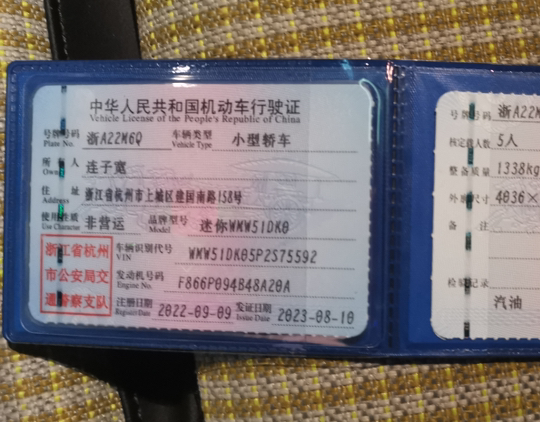 中华人民共和国机动车行驶证
Vehicle License of the People's Republic of China
号牌号码 浙A22M6Q 车辆类型 小型轿车
Plate No. Vehicle Type
所有人 连子宽
Owner
住址 浙江省杭州市上城区建国南路158号
Address
使用性质 非营运 品牌型号 迷你WMW51DK0
Use Character Model
浙江省杭州
市公安局交
通警察支队
车辆识别代号 WMW51DK05P2S75592
VIN
发动机号码 F866P094B48A20A
Engine No.
注册日期 2022-09-09 发证日期 2023-08-10
Register Date Issue Date
号牌号码 浙A22M
核定载人数 5人
整备质量 1338kg
外廓尺寸 4036×
备注
检验记录
汽油